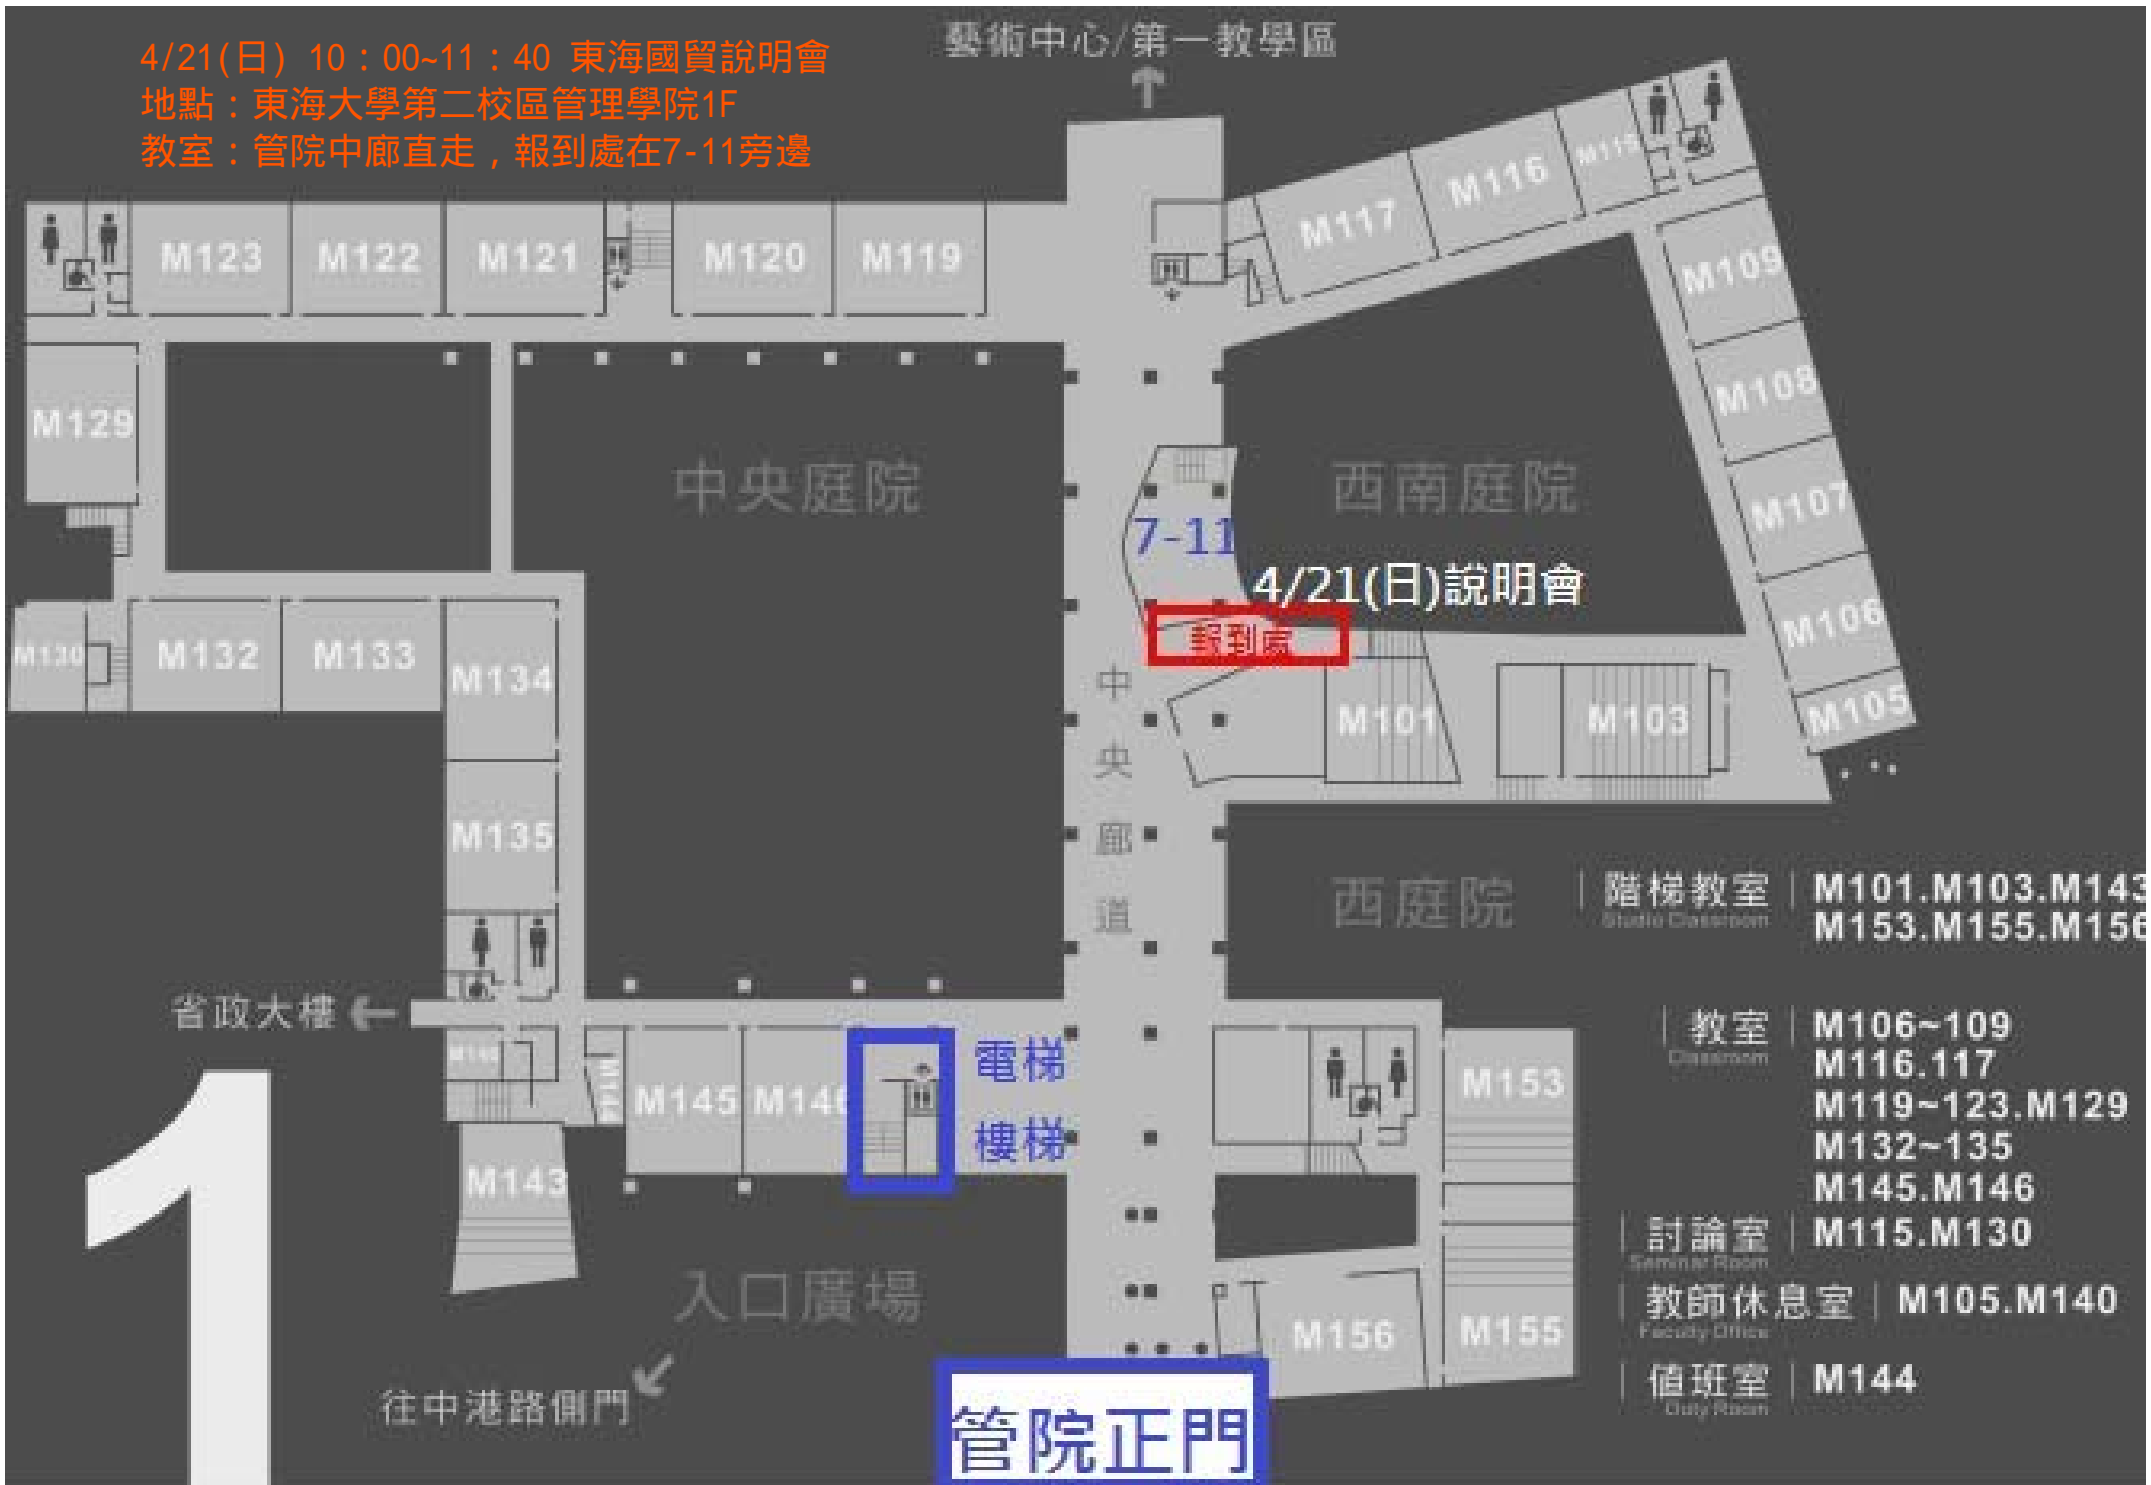 4/21(日) 10：00~11：40 東海國貿說明會
地點：東海大學第二校區管理學院1F
教室：管院中廊直走，報到處在7-11旁邊
藝術中心/第一教學區
M123
M122
M121
M120
M119
M117
M116
M115
M109
M108
M107
M106
M105
M129
中央庭院
西南庭院
7-11
4/21(日)說明會
報到處
M130
M132
M133
M134
M135
中央廊道
M101
M103
西庭院
階梯教室 M101.M103.M143
Studio Classroom M153.M155.M156
教室 M106~109
Classroom M116.117
M119~123.M129
M132~135
M145.M146
討論室 M115.M130
Seminar Room
教師休息室 M105.M140
Faculty Office
值班室 M144
Duty Room
省政大樓
M140
M144
M145
M146
電梯
樓梯
M153
M143
入口廣場
M156
M155
往中港路側門
管院正門
1